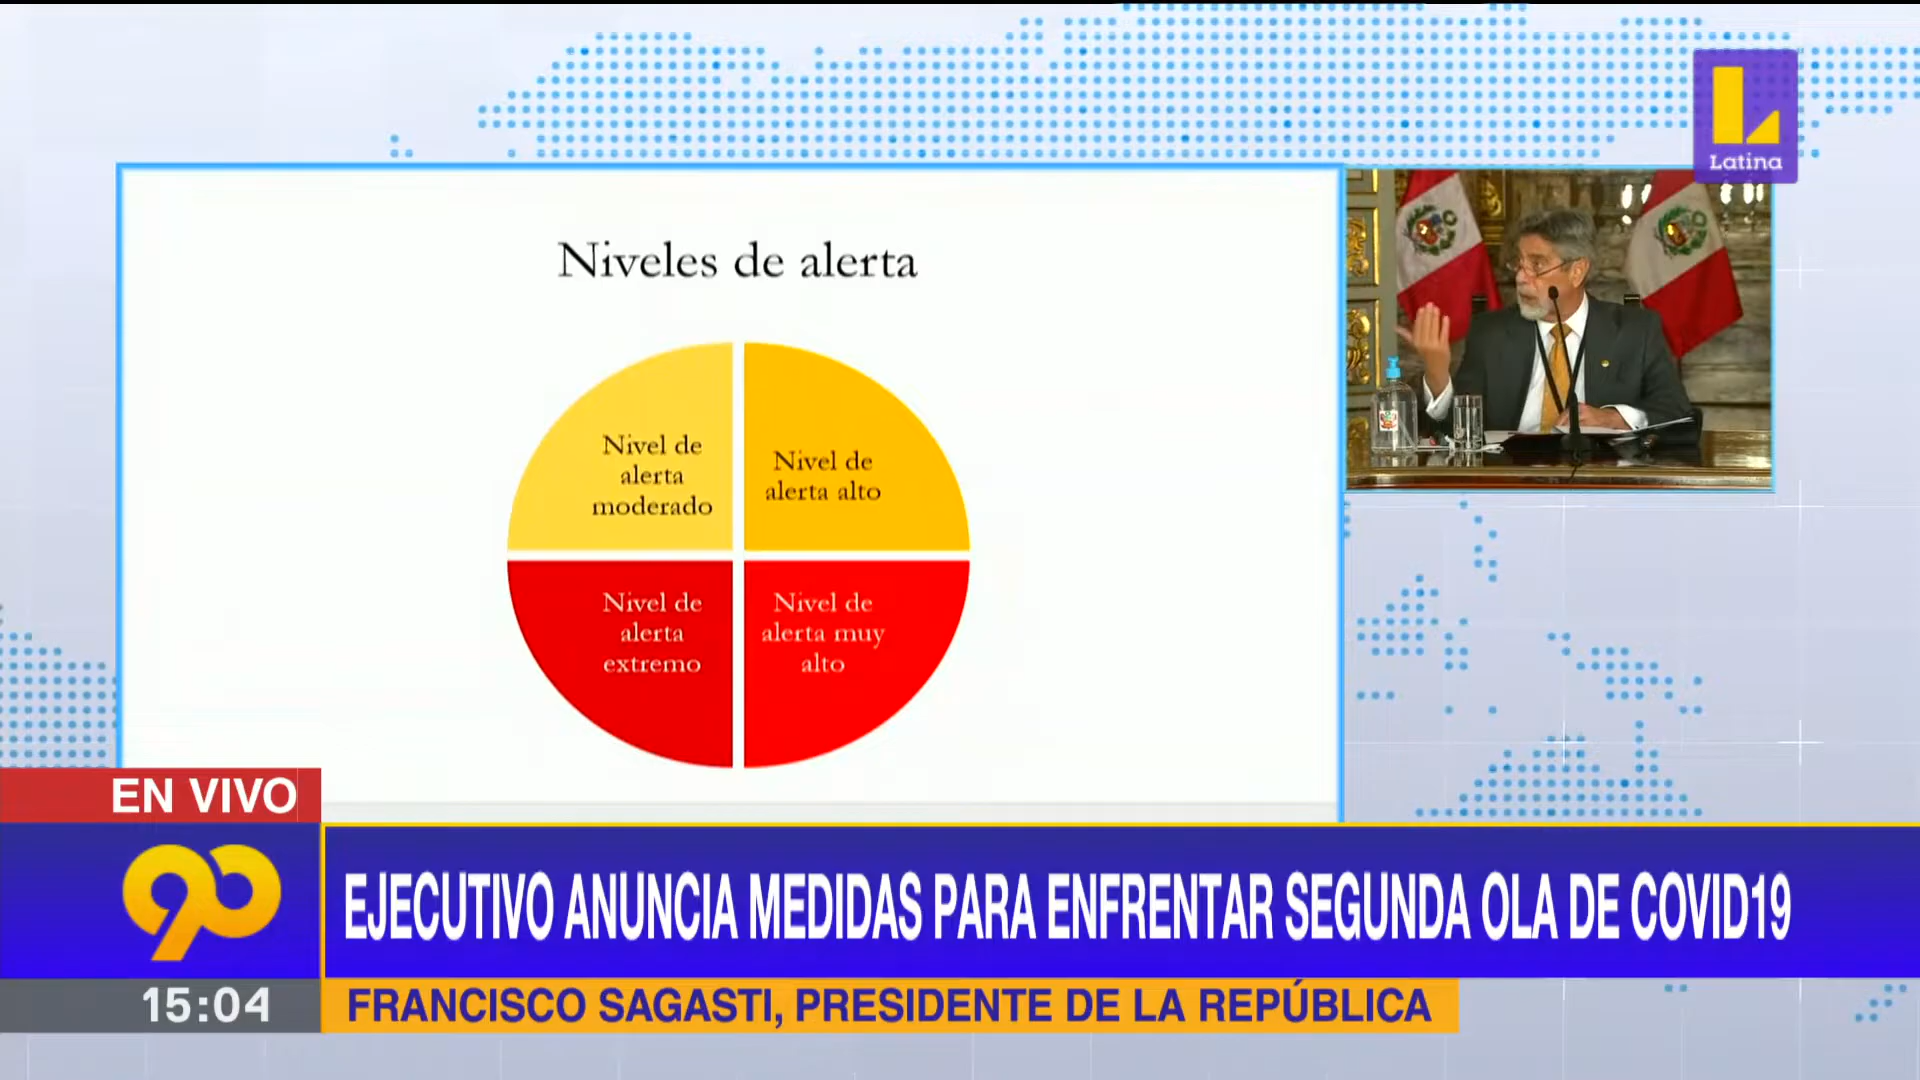 Latina
Niveles de alerta
Nivel de
alerta
moderado
Nivel de
alerta alto
Nivel de
alerta
extremo
Nivel de
alerta muy
alto
EN VIVO
90
EJECUTIVO ANUNCIA MEDIDAS PARA ENFRENTAR SEGUNDA OLA DE COVID19
15:04
FRANCISCO SAGASTI, PRESIDENTE DE LA REPÚBLICA